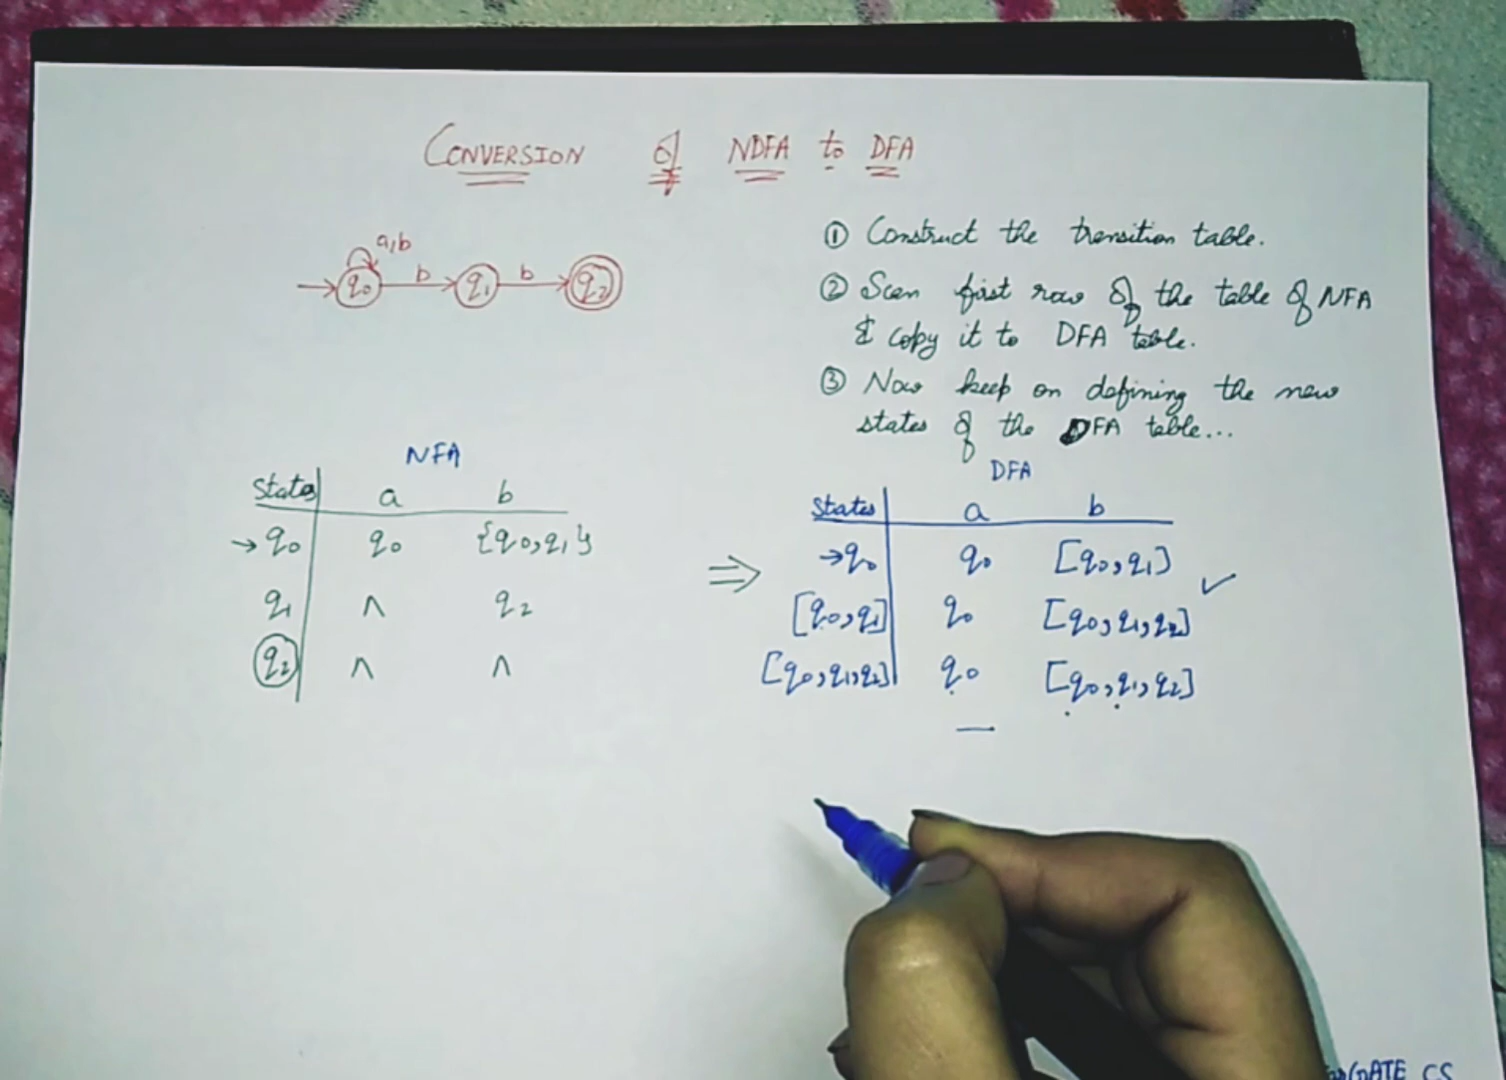 CONVERSION of NDFA to DFA
a,b
→ q0 b q1 b q2
① Construct the transition table.
② Scan first row of the table of NFA
& copy it to DFA table.
③ Now keep on defining the new
states of the DFA table...
NFA
States a b
→ q0 q0 {q0,q1}
q1 ∧ q2
q2 ∧ ∧
⇒
DFA
States a b
→q0 q0 [q0,q1]
[q0,q1] q0 [q0,q1,q2]
[q0,q1,q2] q0 [q0,q1,q2]
GATE CS